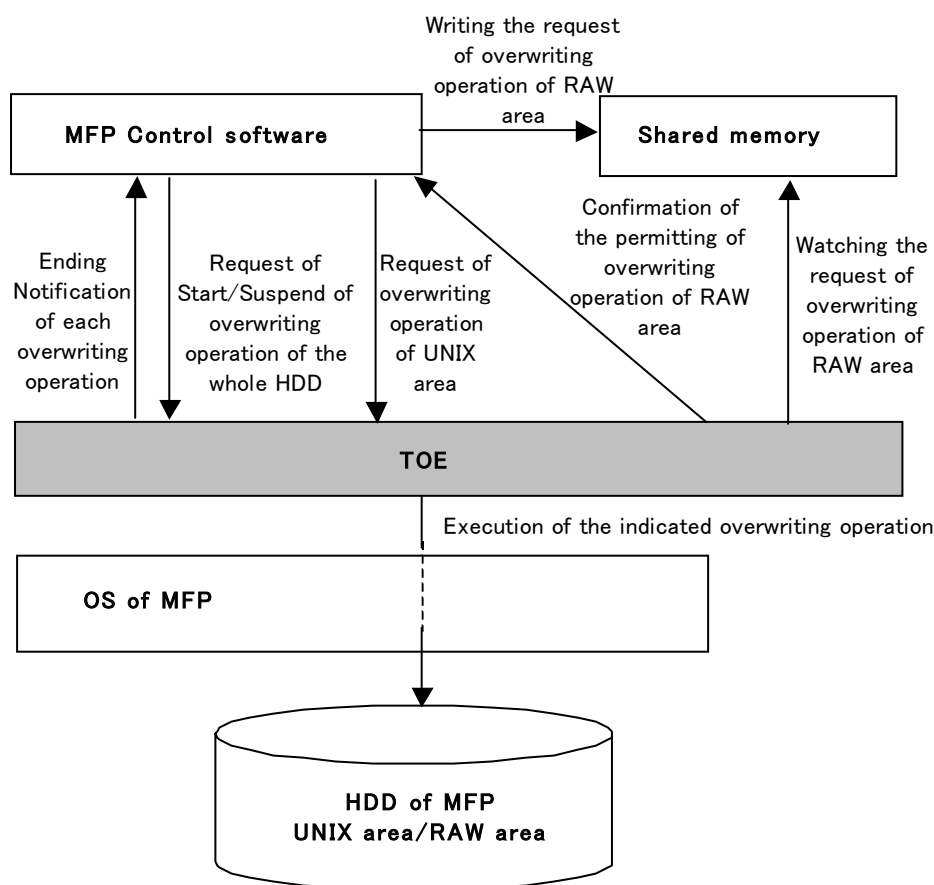 Writing the request
of overwriting
operation of RAW
area
MFP Control software
Shared memory
Ending
Notification
of each
overwriting
operation
Request of
Start/Suspend of
overwriting
operation of the
whole HDD
Request of
overwriting
operation
of UNIX
area
Confirmation of
the permitting of
overwriting
operation of RAW
area
Watching the
request of
overwriting
operation of
RAW area
TOE
Execution of the indicated overwriting operation
OS of MFP
HDD of MFP
UNIX area/RAW area